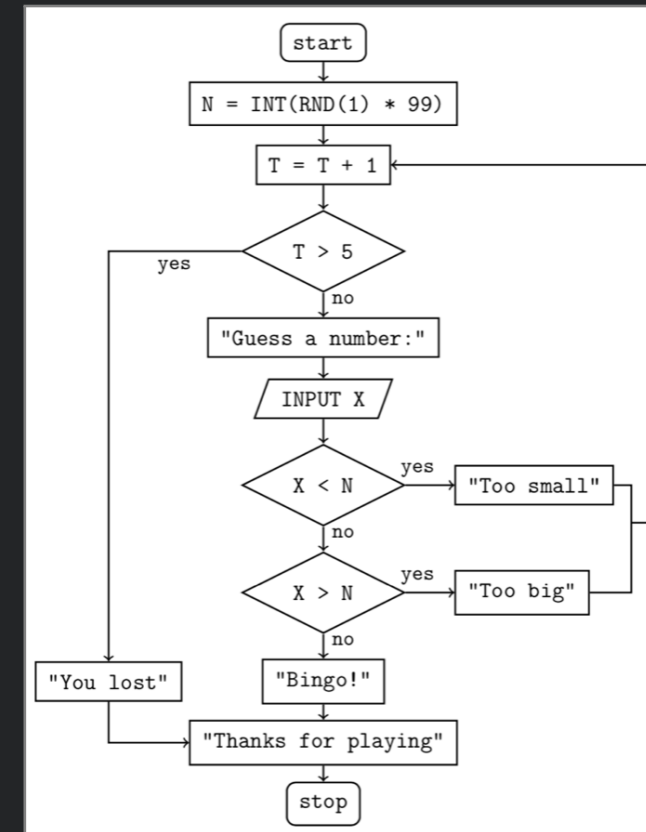 start
N = INT(RND(1) * 99)
T = T + 1
T > 5
yes
no
"Guess a number:"
INPUT X
X < N
yes
"Too small"
no
X > N
yes
"Too big"
no
"You lost"
"Bingo!"
"Thanks for playing"
stop